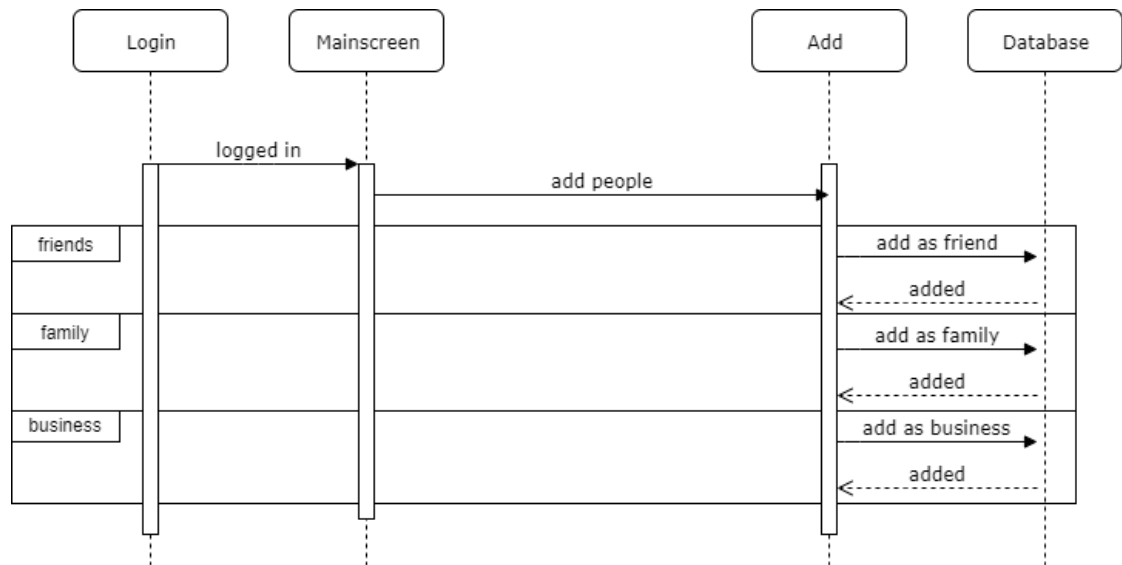 Login
Mainscreen
Add
Database
logged in
add people
friends
add as friend
added
family
add as family
added
business
add as business
added